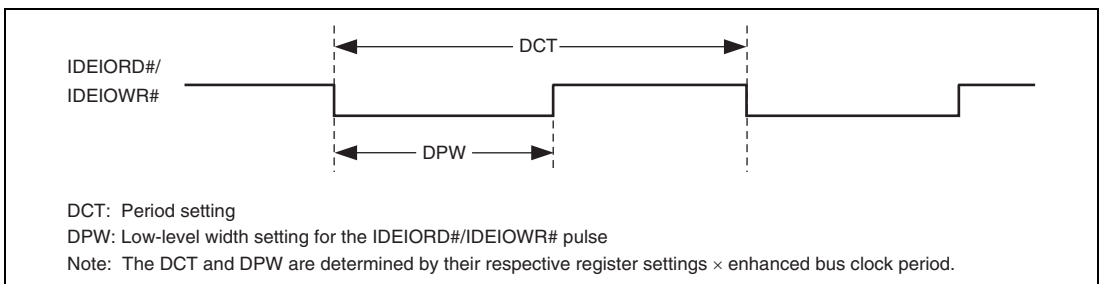 DCT
IDEIORD#/
IDEIOWR#
DPW
DCT: Period setting
DPW: Low-level width setting for the IDEIORD#/IDEIOWR# pulse
Note: The DCT and DPW are determined by their respective register settings × enhanced bus clock period.